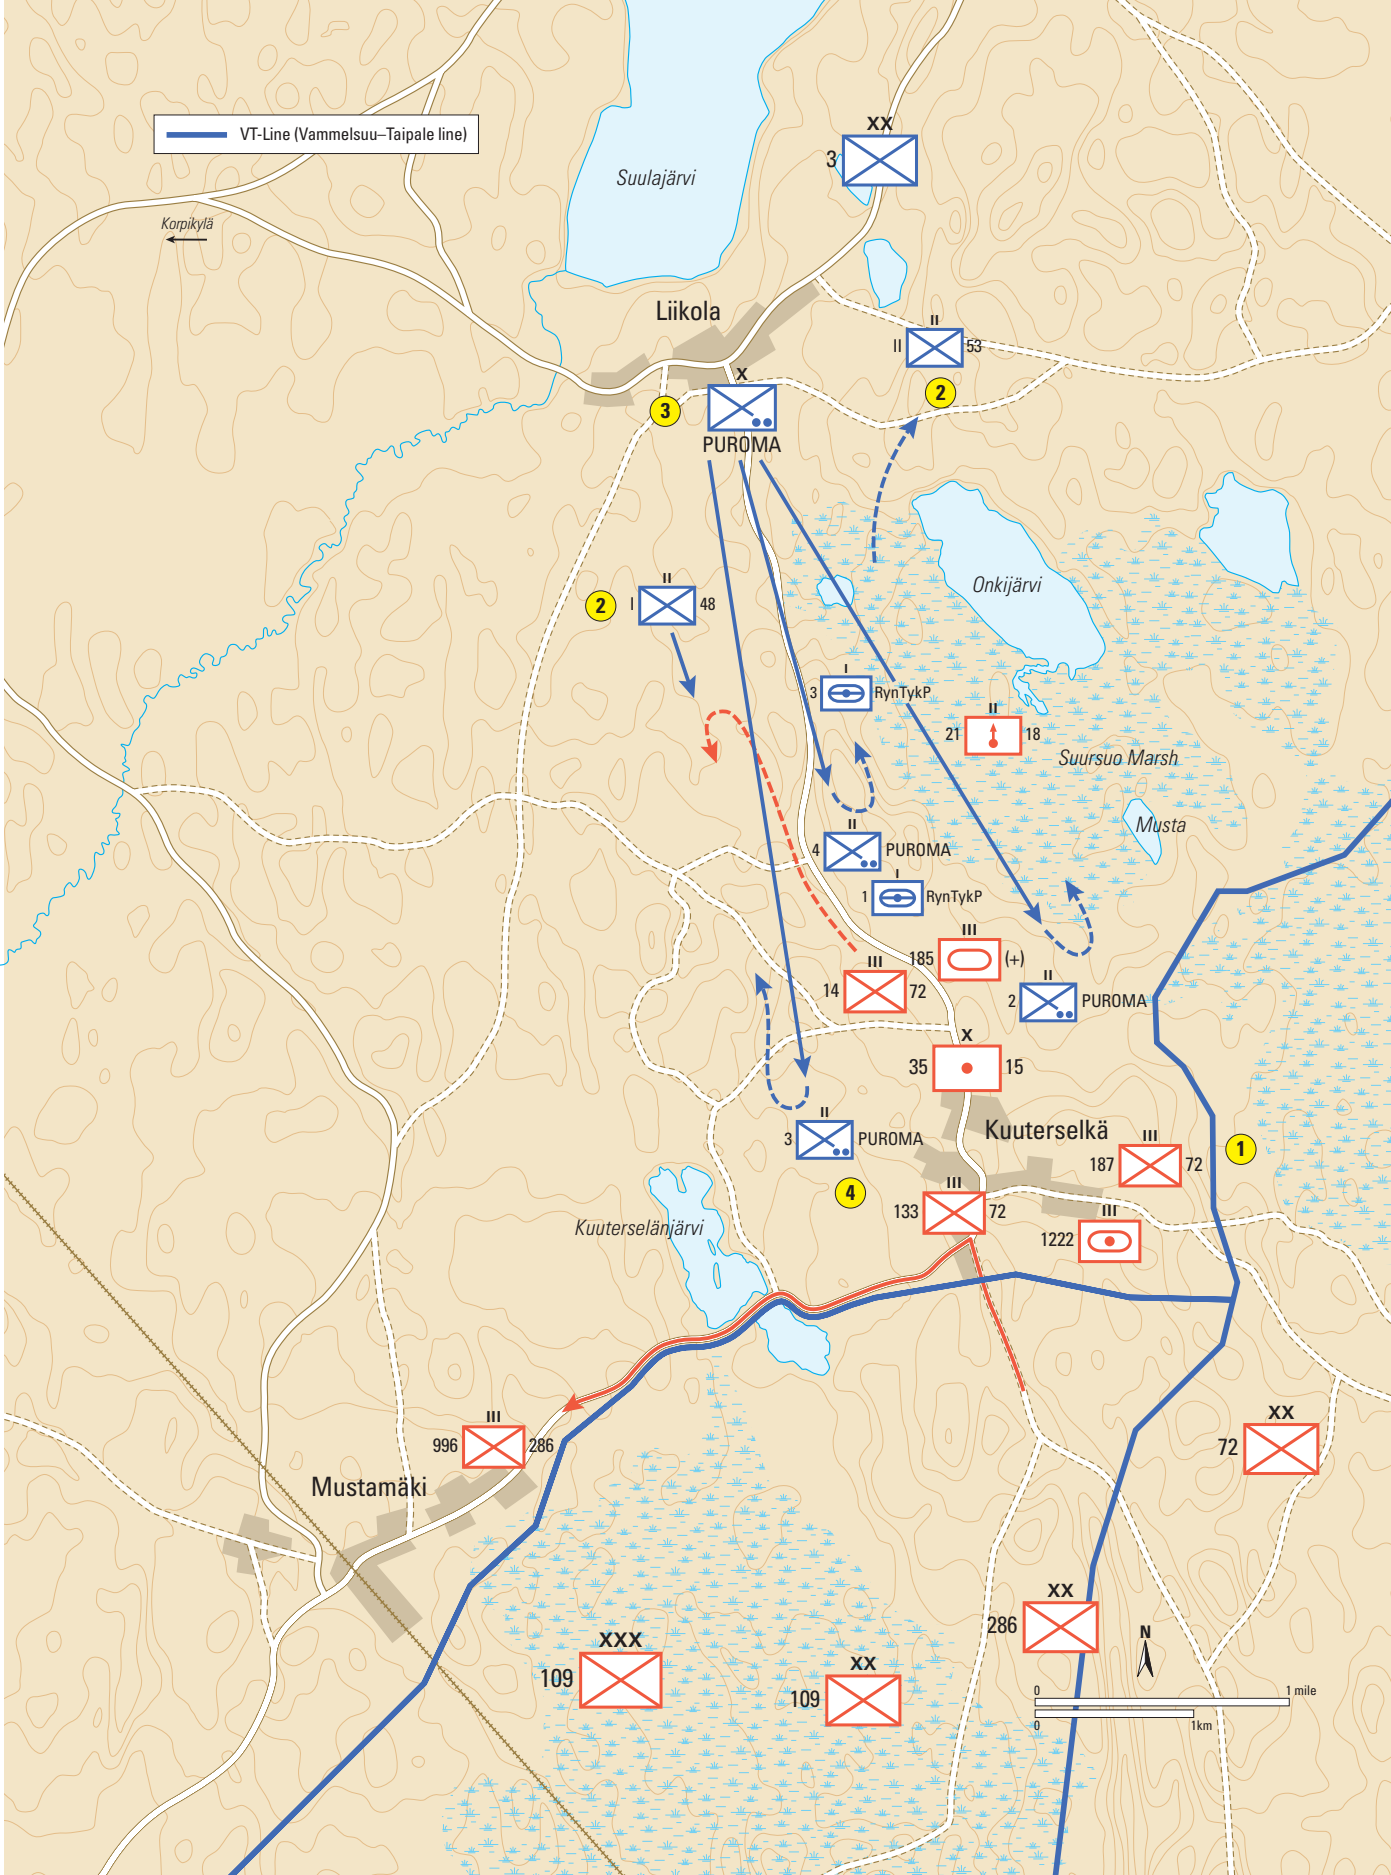 VT-Line (Vammelsuu–Taipale line)
XX
3
Suulajärvi
Korpikylä
Liikola
II
II 53
2
X
3
PUROMA
Onkijärvi
II
2 I 48
I
3 RynTykP
II
21 18
Suursuo Marsh
Musta
II
4 PUROMA
I
1 RynTykP
III
185 (+)
III
14 72
II
2 PUROMA
X
35 15
II
3 PUROMA
Kuuterselkä
1
III
187 72
4
III
133 72
III
1222
Kuuterselänjärvi
III
996 286
XX
72
Mustamäki
XX
286
N
XXX
109
XX
109
0 1 mile
0 1km